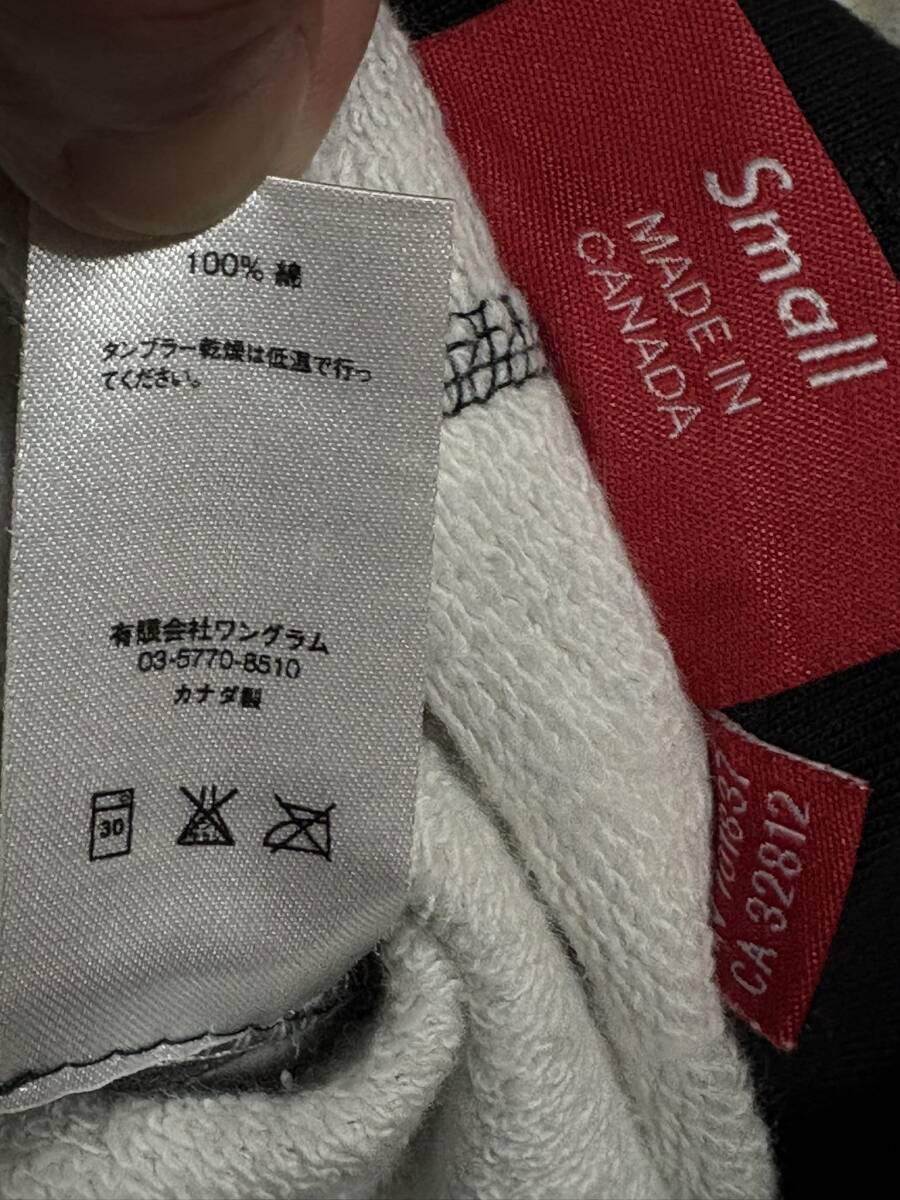 100% 綿
タンブラー乾燥は低温で行っ
てください。
有限会社ワングラム
03-5770-8510
カナダ製
30
Small
MADE IN
CANADA
CA 32812